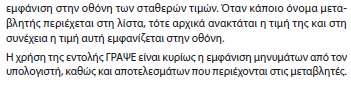 εμφάνιση στην οθόνη των σταθερών τιμών. Όταν κάποιο όνομα μετα-
βλητής περιέχεται στη λίστα, τότε αρχικά ανακτάται η τιμή της και στη
συνέχεια η τιμή αυτή εμφανίζεται στην οθόνη.
Η χρήση της εντολής ΓΡΑΨΕ είναι κυρίως η εμφάνιση μηνυμάτων από τον
υπολογιστή, καθώς και αποτελεσμάτων που περιέχονται στις μεταβλητές.